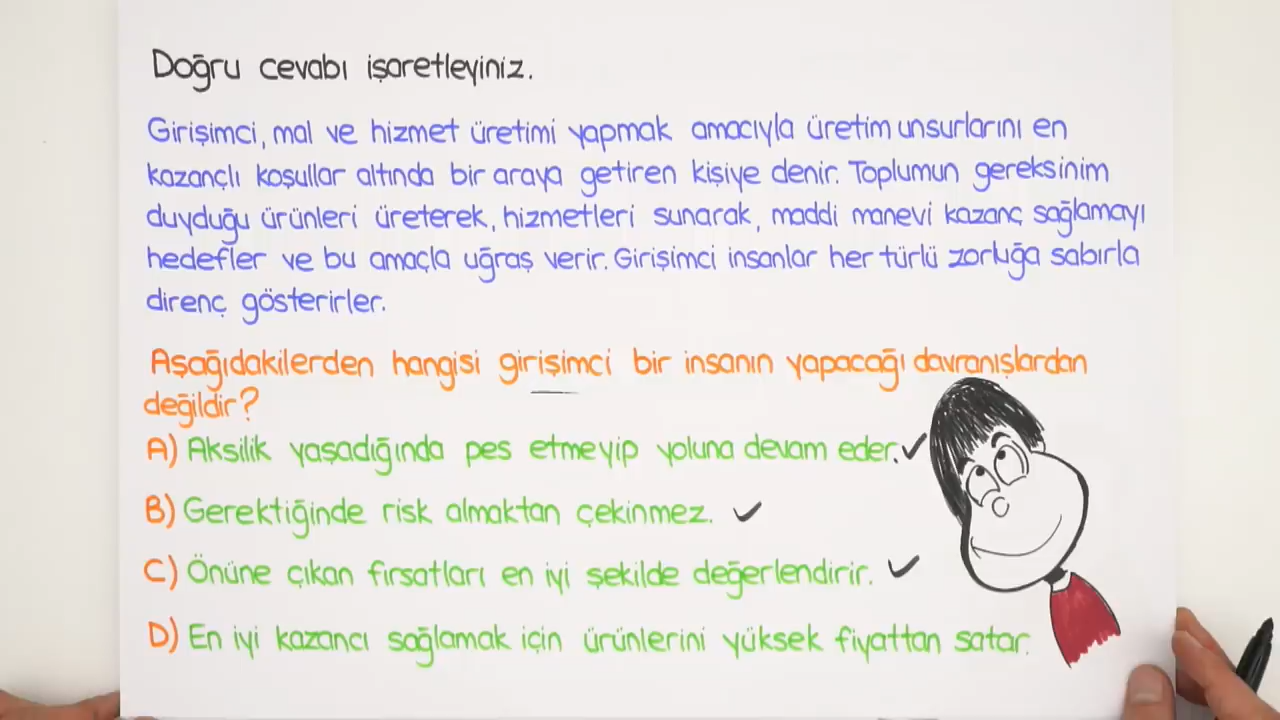 Doğru cevabı işaretleyiniz.
Girişimci, mal ve hizmet üretimi yapmak amacıyla üretim unsurlarını en
kazançlı koşullar altında bir araya getiren kişiye denir. Toplumun gereksinim
duyduğu ürünleri üreterek, hizmetleri sunarak, maddi manevi kazanç sağlamayı
hedefler ve bu amaçla uğraş verir. Girişimci insanlar her türlü zorluğa sabırla
direnç gösterirler.
Aşağıdakilerden hangisi girişimci bir insanın yapacağı davranışlardan
değildir?
A) Aksilik yaşadığında pes etmeyip yoluna devam eder.
B) Gerektiğinde risk almaktan çekinmez.
C) Önüne çıkan fırsatları en iyi şekilde değerlendirir.
D) En iyi kazancı sağlamak için ürünlerini yüksek fiyattan satar.